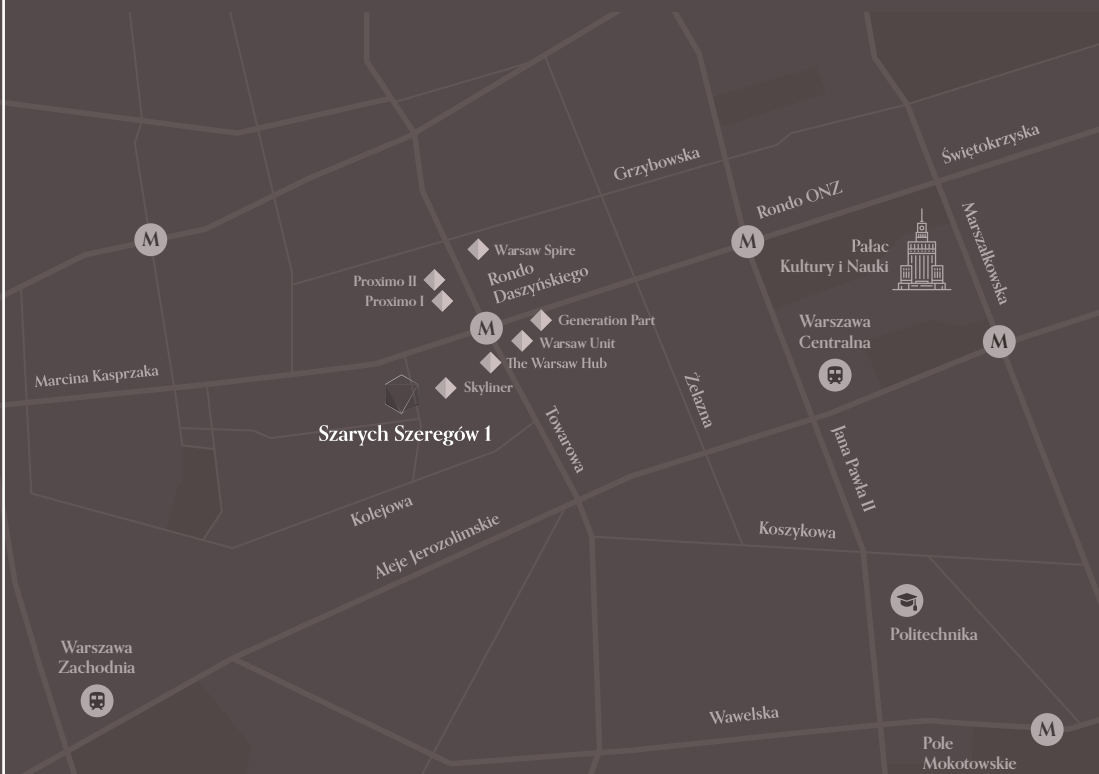 Świętokrzyska
Grzybowska
Rondo ONZ
Marszałkowska
M
M
Warsaw Spire
Pałac
Kultury i Nauki
Rondo
Daszyńskiego
Proximo II
Proximo I
M
Generation Part
Warszawa
Centralna
Warsaw Unit
M
The Warsaw Hub
Marcina Kasprzaka
Skyliner
Żelazna
Szarych Szeregów 1
Towarowa
Jana Pawła II
Kolejowa
Aleje Jerozolimskie
Koszykowa
Politechnika
Warszawa
Zachodnia
Wawelska
M
Pole
Mokotowskie